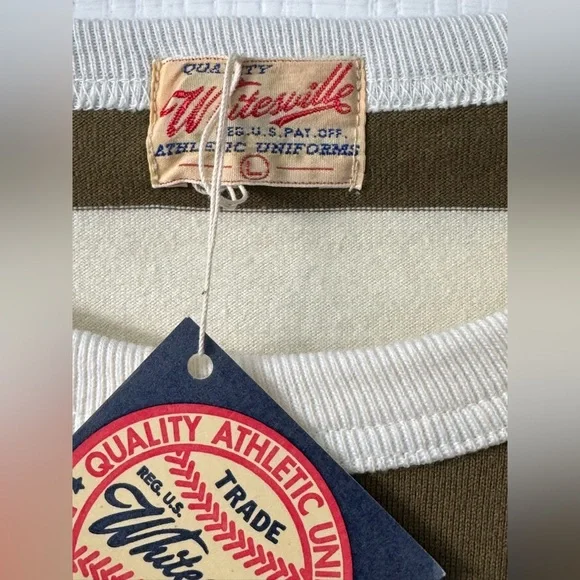 QUALITY
Whitesville
REG. U.S. PAT. OFF.
ATHLETIC UNIFORMS
L
QUALITY ATHLETIC UNI
TRADE
REG. U.S.
White